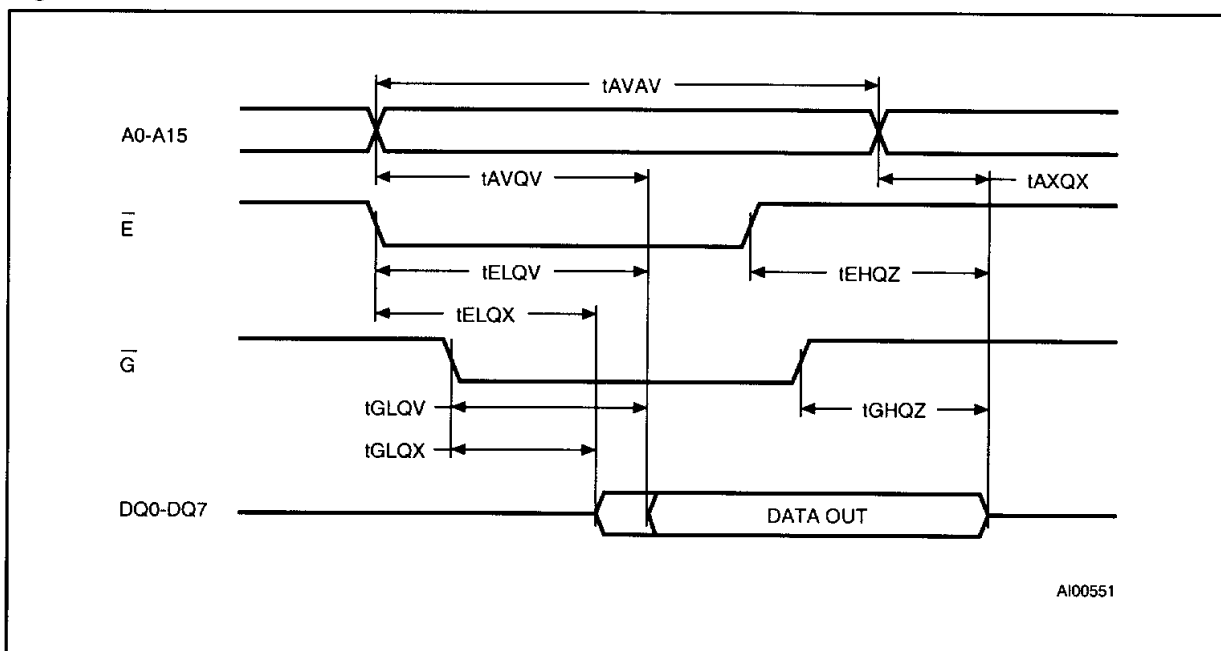 tAVAV
A0-A15
tAVQV
tAXQX
E̅
tELQV
tEHQZ
tELQX
G̅
tGLQV
tGHQZ
tGLQX
DQ0-DQ7
DATA OUT
AI00551